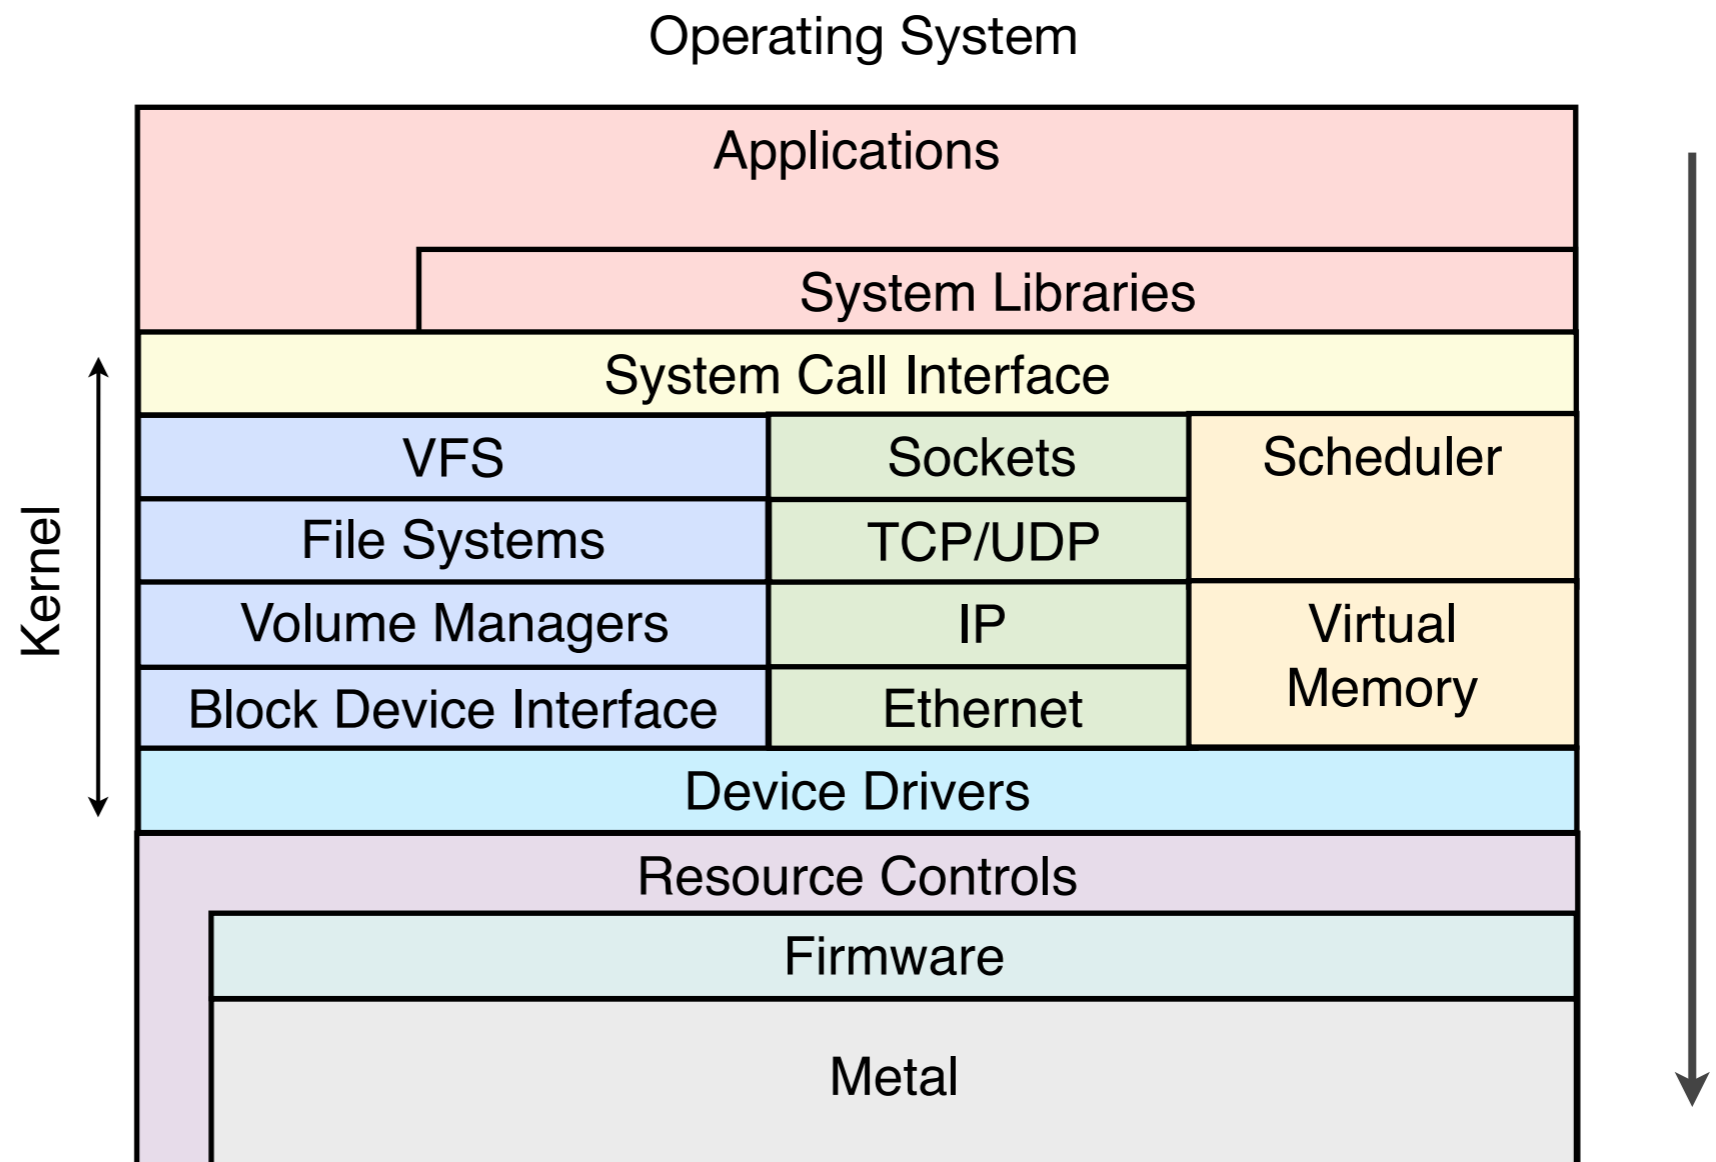 Operating System
Applications
System Libraries
System Call Interface
Kernel
VFS
Sockets
Scheduler
File Systems
TCP/UDP
Volume Managers
IP
Virtual
Memory
Block Device Interface
Ethernet
Device Drivers
Resource Controls
Firmware
Metal